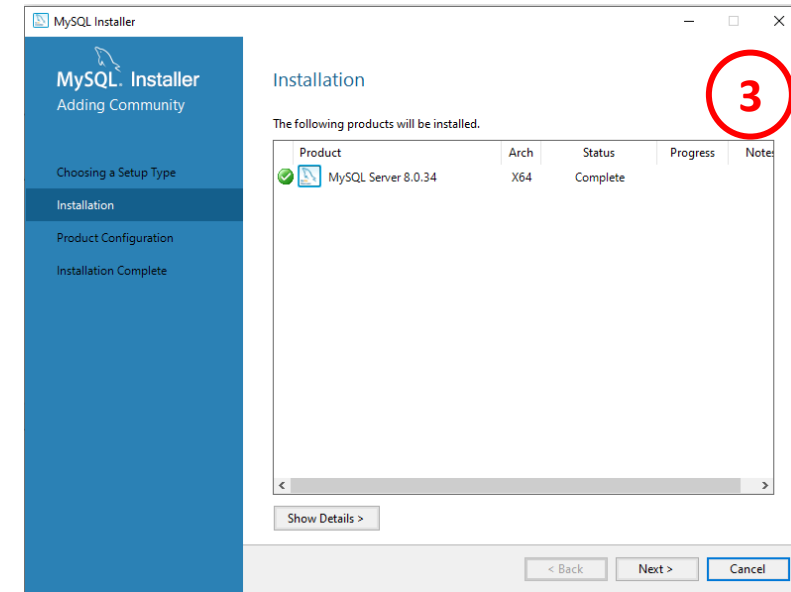 MySQL Installer
MySQL. Installer
Adding Community
Choosing a Setup Type
Installation
Product Configuration
Installation Complete
Installation
3
The following products will be installed.
Product Arch Status Progress Notes
MySQL Server 8.0.34 X64 Complete
Show Details >
< Back Next > Cancel